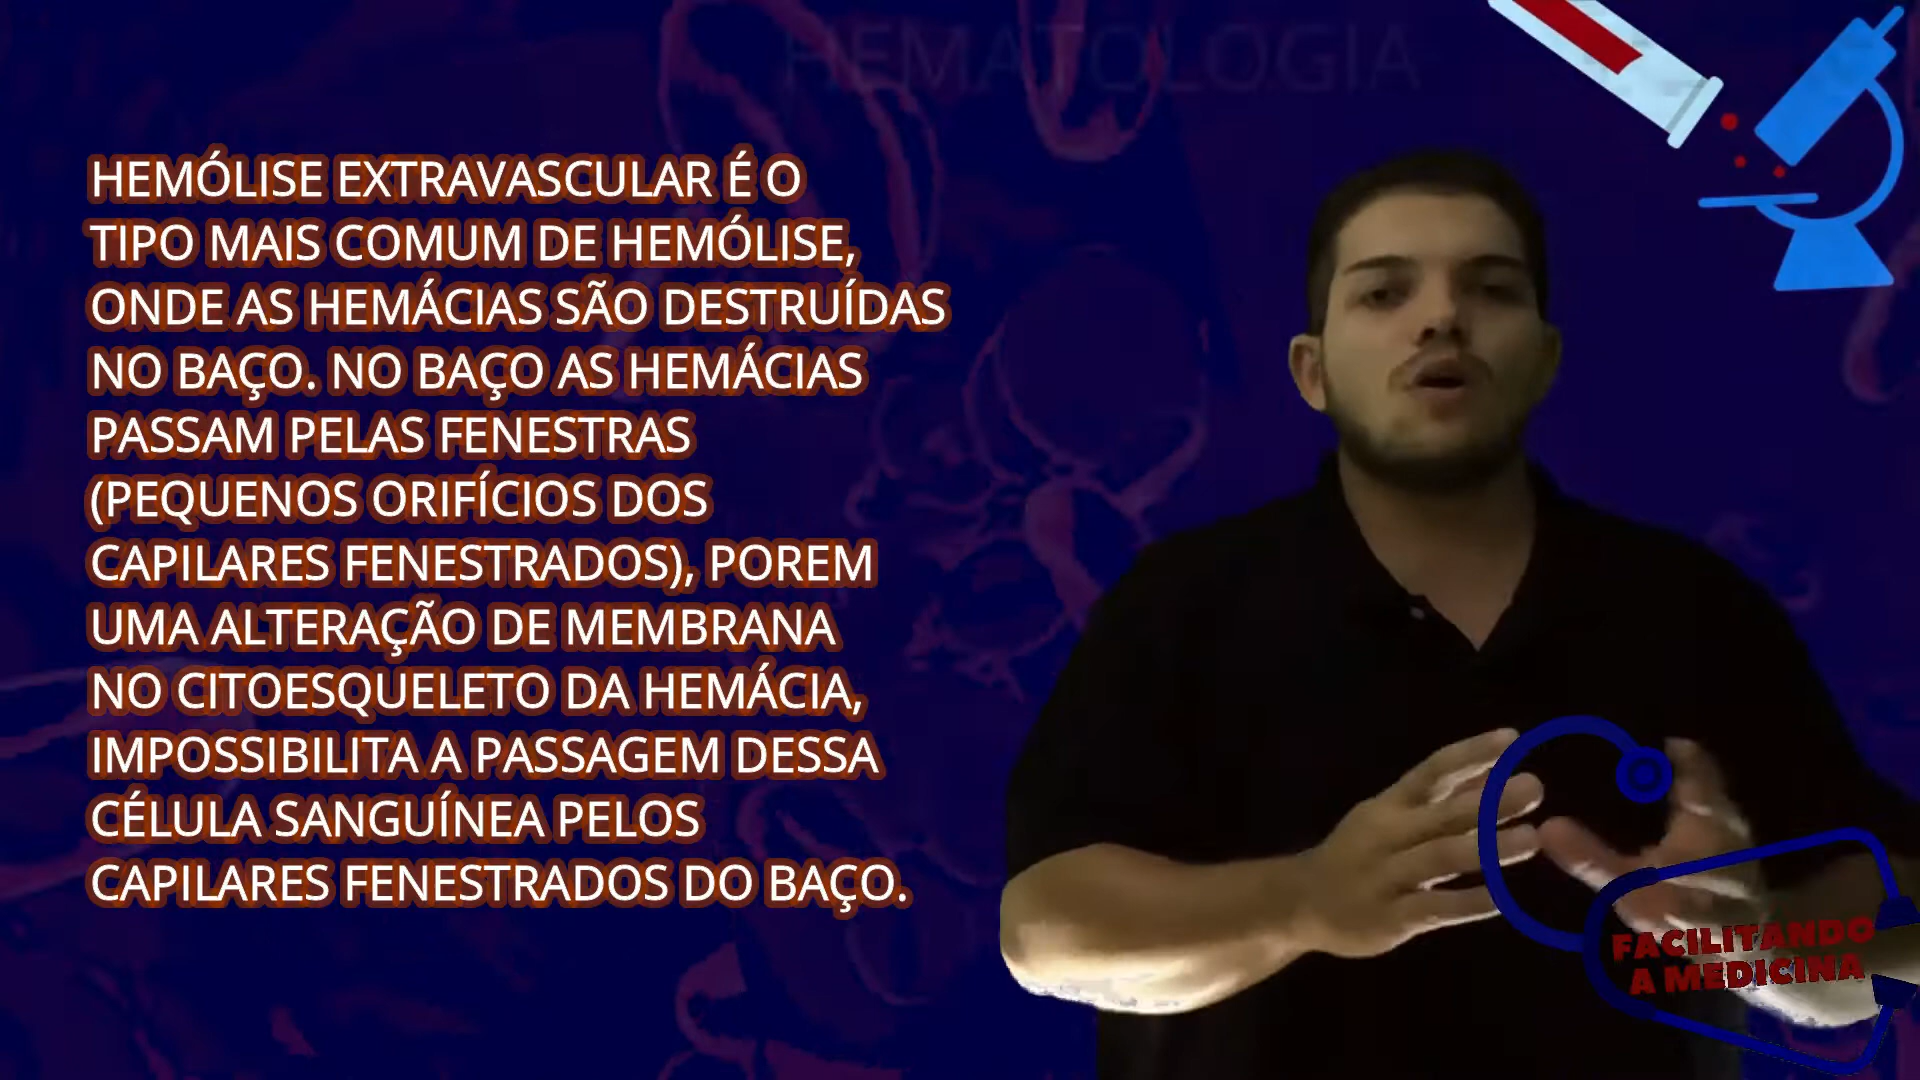 HEMATOLOGIA
HEMÓLISE EXTRAVASCULAR É O
TIPO MAIS COMUM DE HEMÓLISE,
ONDE AS HEMÁCIAS SÃO DESTRUÍDAS
NO BAÇO. NO BAÇO AS HEMÁCIAS
PASSAM PELAS FENESTRAS
(PEQUENOS ORIFÍCIOS DOS
CAPILARES FENESTRADOS), POREM
UMA ALTERAÇÃO DE MEMBRANA
NO CITOESQUELETO DA HEMÁCIA,
IMPOSSIBILITA A PASSAGEM DESSA
CÉLULA SANGUÍNEA PELOS
CAPILARES FENESTRADOS DO BAÇO.
FACILITANDO
A MEDICINA